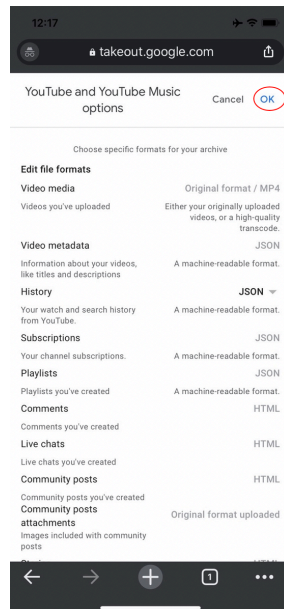 12:17
takeout.google.com
YouTube and YouTube Music
options
Cancel
OK
Choose specific formats for your archive
Edit file formats
Video media
Original format / MP4
Videos you've uploaded
Either your originally uploaded
videos, or a high-quality
transcode.
Video metadata
JSON
Information about your videos,
like titles and descriptions
A machine-readable format.
History
JSON
Your watch and search history
from YouTube.
A machine-readable format.
Subscriptions
JSON
Your channel subscriptions.
A machine-readable format.
Playlists
JSON
Playlists you've created
A machine-readable format.
Comments
HTML
Comments you've created
Live chats
HTML
Live chats you've created
Community posts
HTML
Community posts you've created
Community posts
attachments
Original format uploaded
Images included with community
posts
1